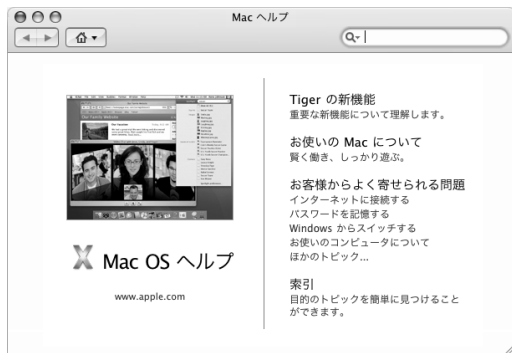 Mac ヘルプ
Tiger の新機能
重要な新機能について理解します。
お使いの Mac について
賢く働き、しっかり遊ぶ。
お客様からよく寄せられる問題
インターネットに接続する
パスワードを記憶する
Windows からスイッチする
お使いのコンピュータについて
ほかのトピック...
索引
目的のトピックを簡単に見つけること
ができます。
Mac OS ヘルプ
www.apple.com